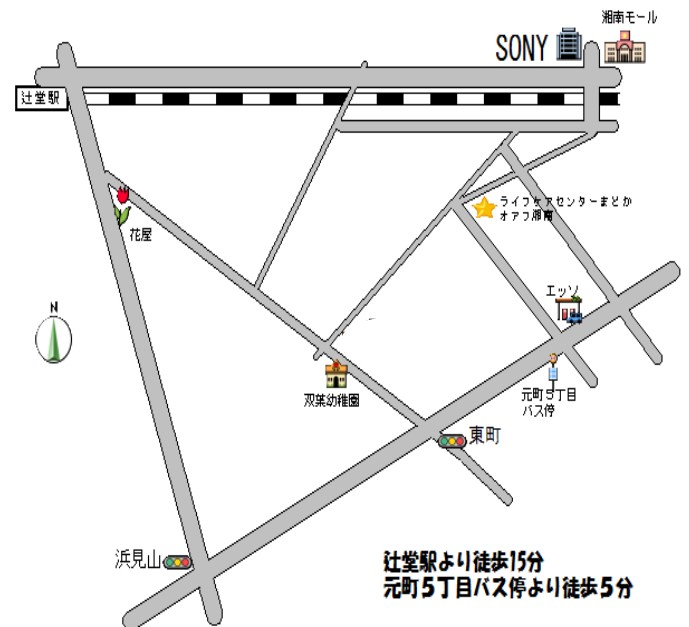 湘南モール
SONY
辻堂駅
ライフケアセンターまどか
オアフ湘南
花屋
エッソ
N
元町5丁目
バス停
双葉幼稚園
東町
浜見山
辻堂駅より徒歩15分
元町5丁目バス停より徒歩5分